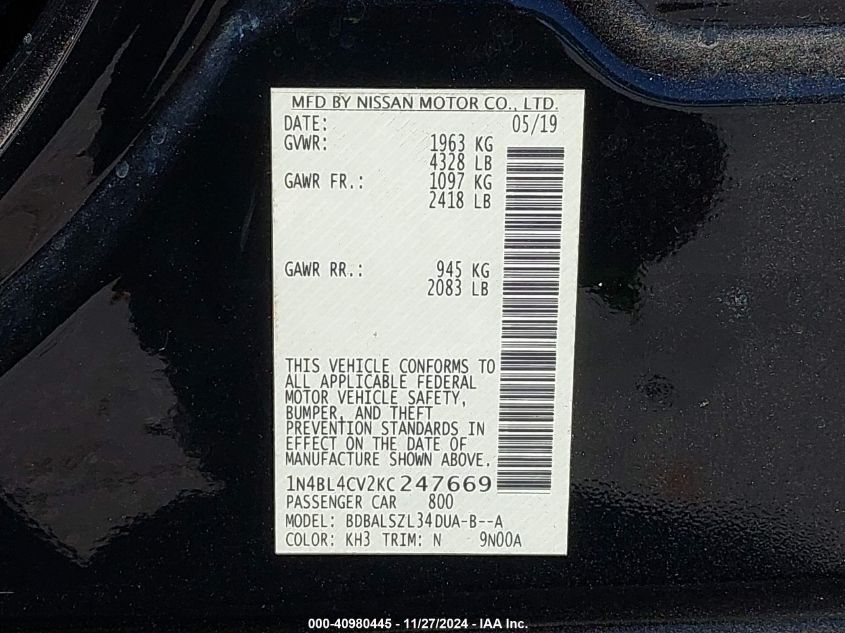 MFD BY NISSAN MOTOR CO., LTD.
DATE: 05/19
GVWR: 1963 KG
4328 LB
GAWR FR.: 1097 KG
2418 LB
GAWR RR.: 945 KG
2083 LB
THIS VEHICLE CONFORMS TO
ALL APPLICABLE FEDERAL
MOTOR VEHICLE SAFETY,
BUMPER, AND THEFT
PREVENTION STANDARDS IN
EFFECT ON THE DATE OF
MANUFACTURE SHOWN ABOVE.
1N4BL4CV2KC247669
PASSENGER CAR 800
MODEL: BDBALSZL34DUA-B--A
COLOR: KH3 TRIM: N 9N00A
000-40980445 - 11/27/2024 - IAA Inc.